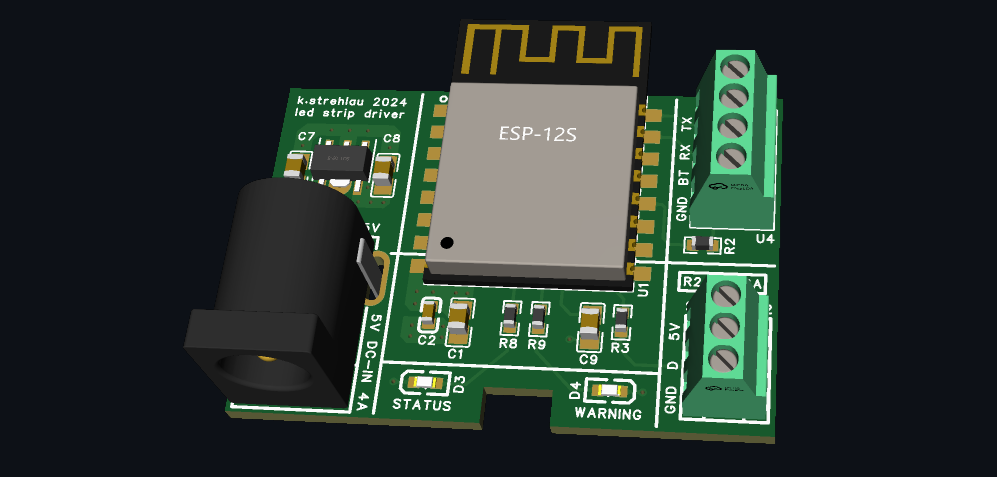 k.strehlau 2024
led strip driver
C7
C8
5V
ESP-12S
TX
RX
BT
GND
U4
R2
U1
R2
A
5V
D
GND
C2
C1
R8
R9
C9
R3
5V DC-IN 4A
D3
STATUS
D4
WARNING